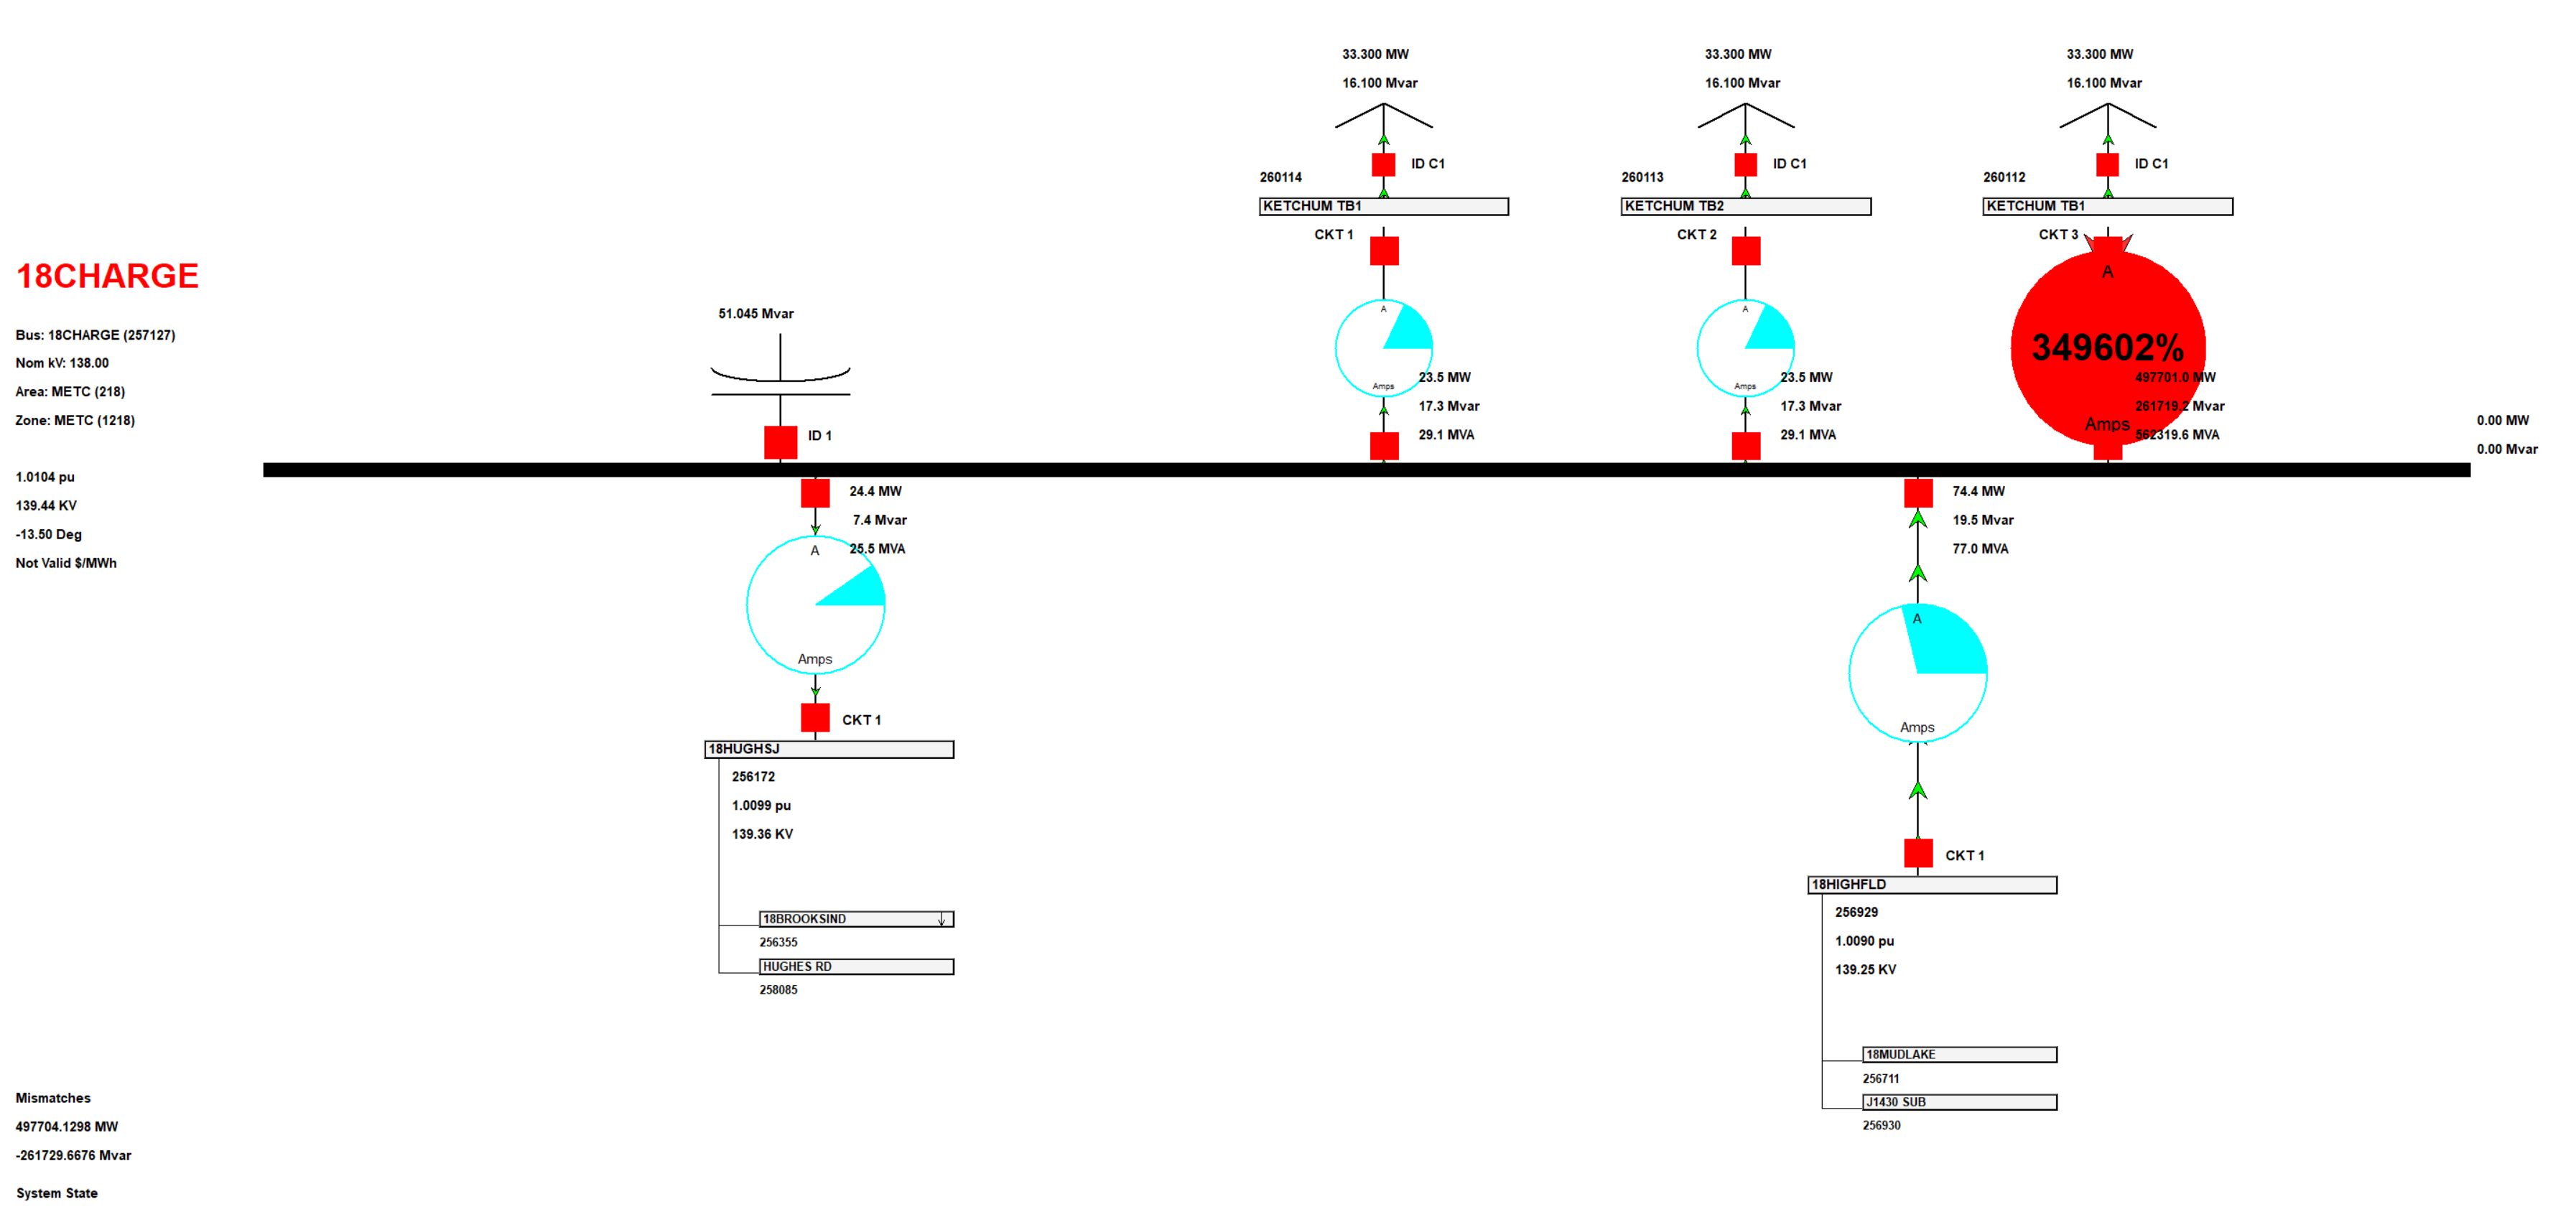 33.300 MW
16.100 Mvar
ID C1
260114
KETCHUM TB1
CKT 1
A
Amps
23.5 MW
17.3 Mvar
29.1 MVA
33.300 MW
16.100 Mvar
ID C1
260113
KETCHUM TB2
CKT 2
A
Amps
23.5 MW
17.3 Mvar
29.1 MVA
33.300 MW
16.100 Mvar
ID C1
260112
KETCHUM TB1
CKT 3
A
349602%
Amps
497701.0 MW
261719.2 Mvar
562319.6 MVA
0.00 MW
0.00 Mvar
18CHARGE
Bus: 18CHARGE (257127)
Nom kV: 138.00
Area: METC (218)
Zone: METC (1218)
1.0104 pu
139.44 KV
-13.50 Deg
Not Valid $/MWh
51.045 Mvar
ID 1
24.4 MW
7.4 Mvar
25.5 MVA
A
Amps
CKT 1
18HUGHSJ
256172
1.0099 pu
139.36 KV
18BROOKSIND
256355
HUGHES RD
258085
74.4 MW
19.5 Mvar
77.0 MVA
A
Amps
CKT 1
18HIGHFLD
256929
1.0090 pu
139.25 KV
18MUDLAKE
256711
J1430 SUB
256930
Mismatches
497704.1298 MW
-261729.6676 Mvar
System State